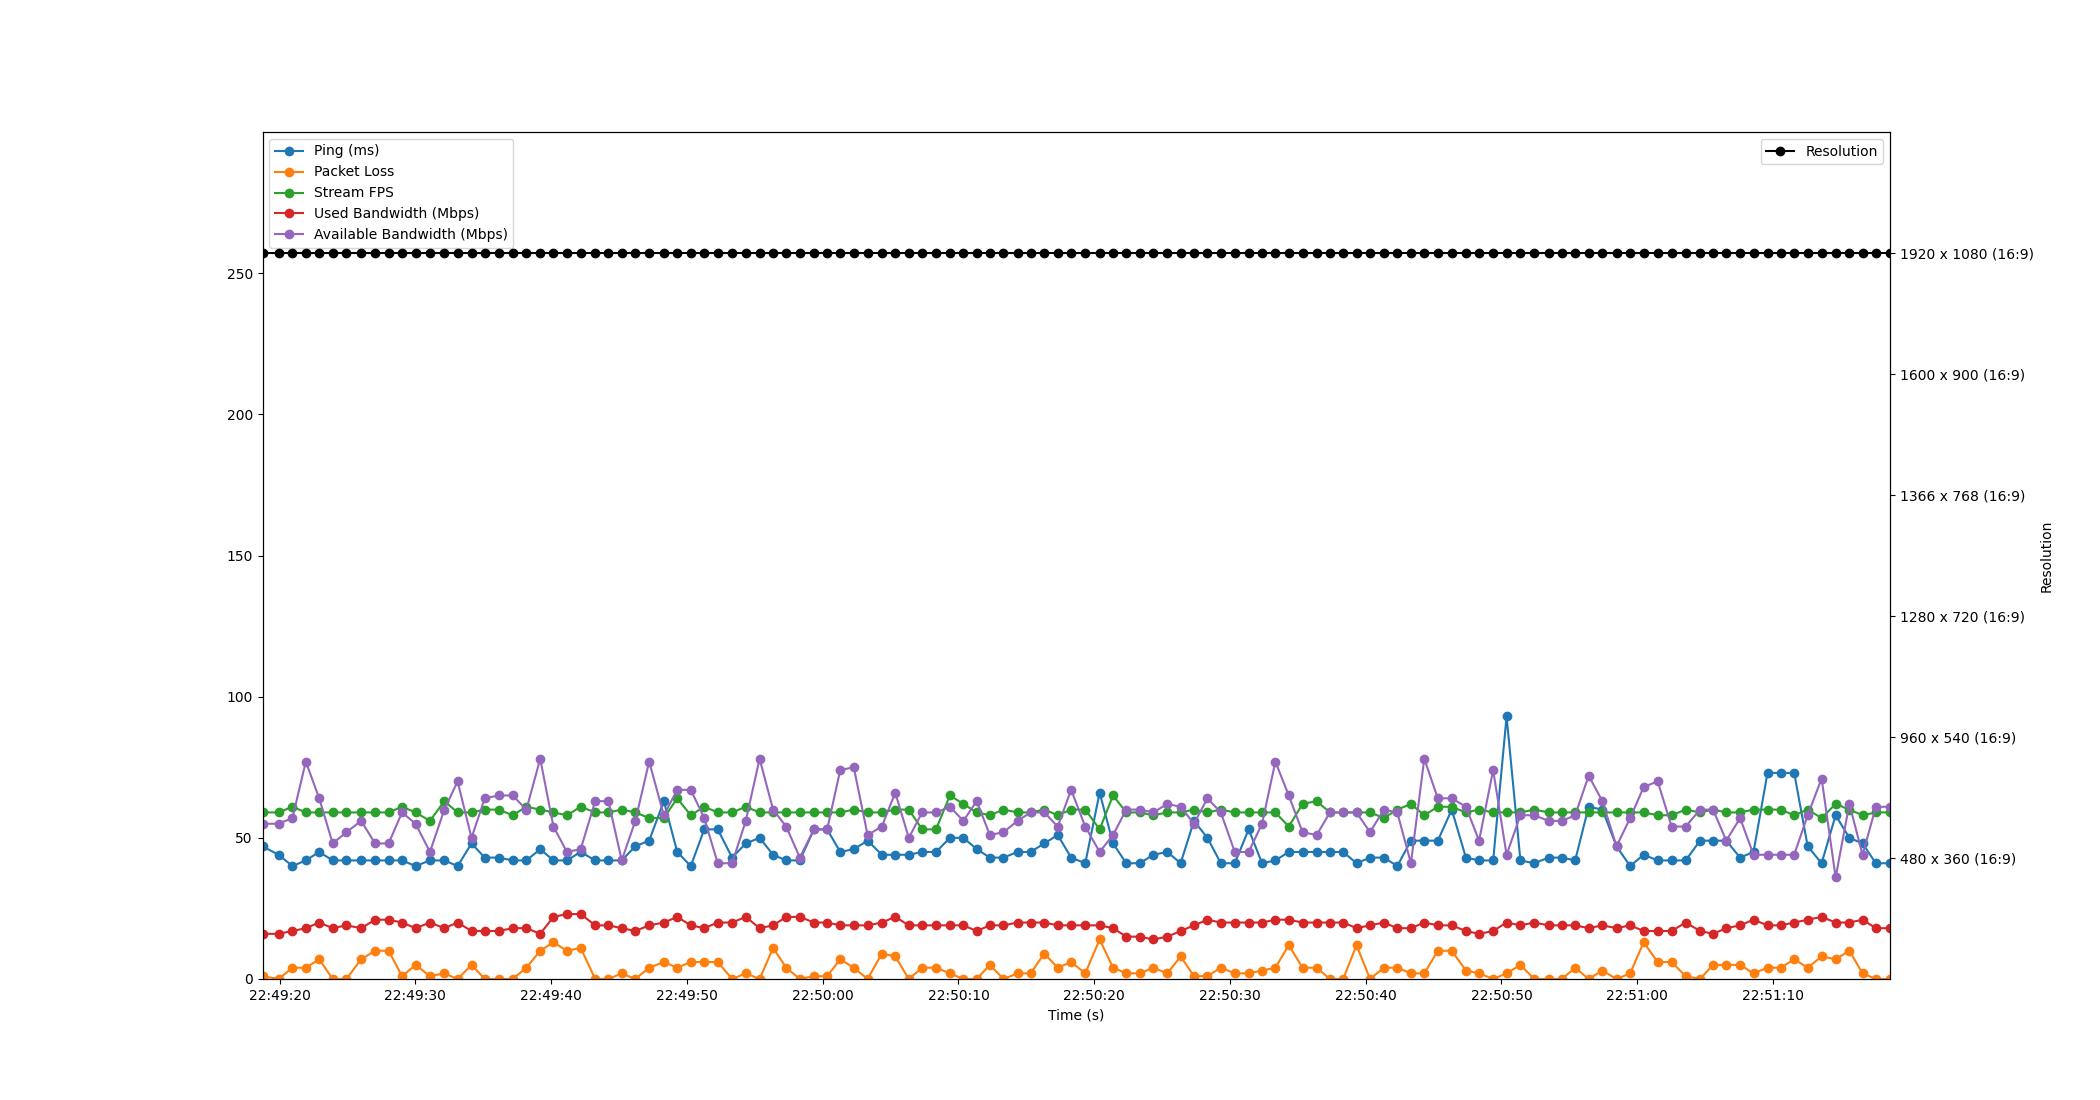 Ping (ms)
Packet Loss
Stream FPS
Used Bandwidth (Mbps)
Available Bandwidth (Mbps)
Resolution
250
200
150
100
50
0
1920 x 1080 (16:9)
1600 x 900 (16:9)
1366 x 768 (16:9)
1280 x 720 (16:9)
960 x 540 (16:9)
480 x 360 (16:9)
Resolution
22:49:20 22:49:30 22:49:40 22:49:50 22:50:00 22:50:10 22:50:20 22:50:30 22:50:40 22:50:50 22:51:00 22:51:10
Time (s)